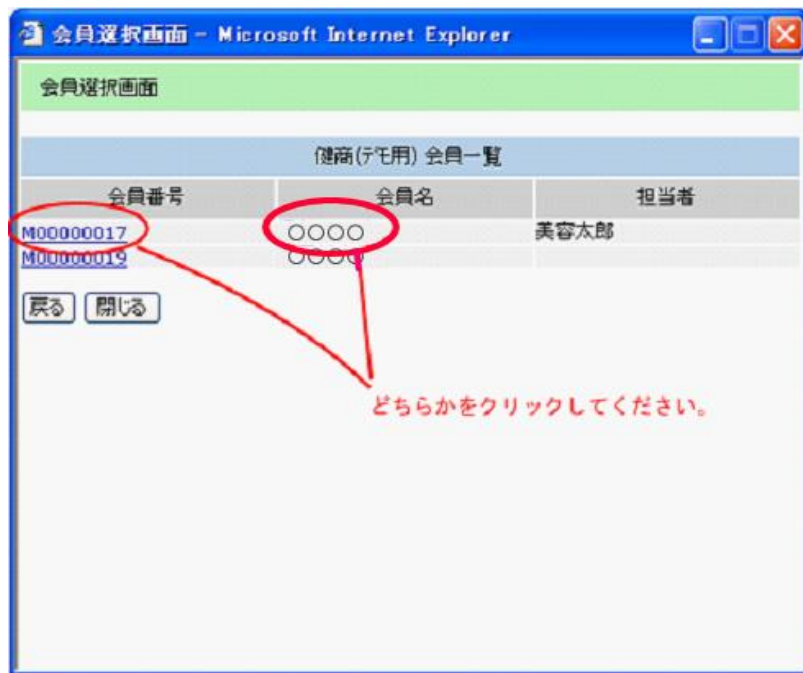 会員選択画面 - Microsoft Internet Explorer
会員選択画面
健商(デモ用) 会員一覧
会員番号 会員名 担当者
M00000017 ○○○○ 美容太郎
M00000019 ○○○○
戻る 閉じる
どちらかをクリックしてください。